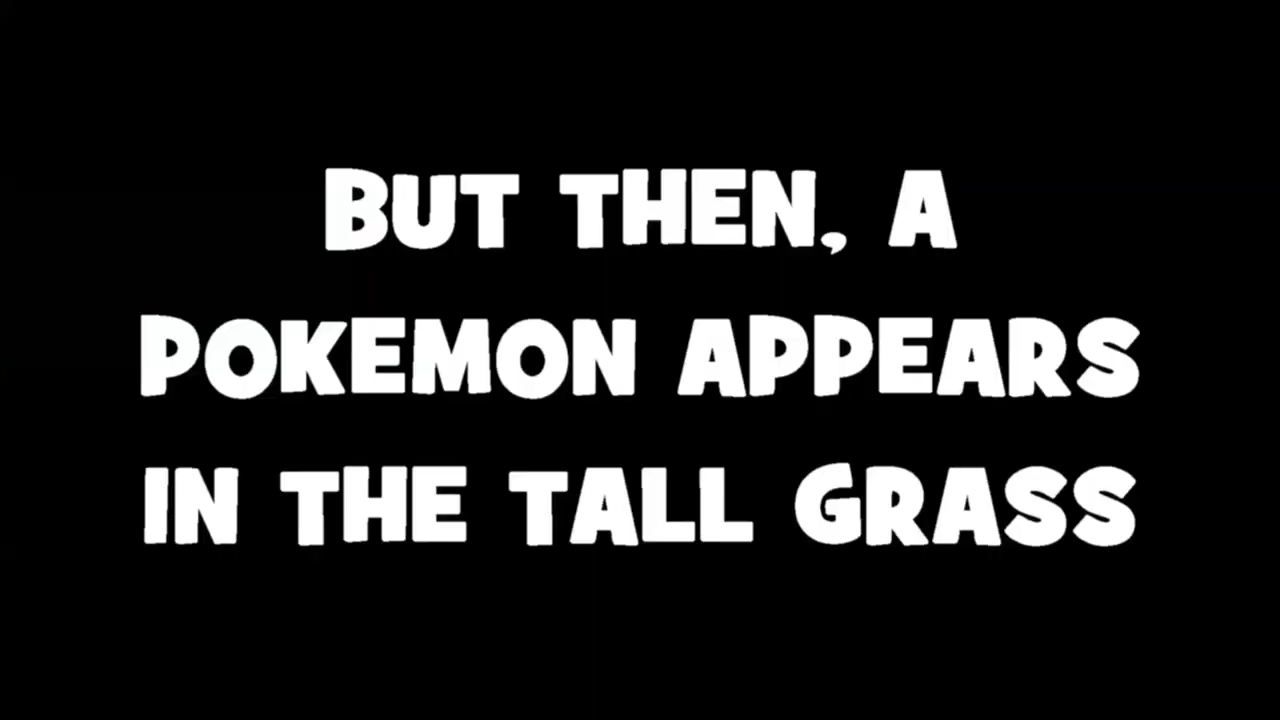 BUT THEN, A
POKEMON APPEARS
IN THE TALL GRASS